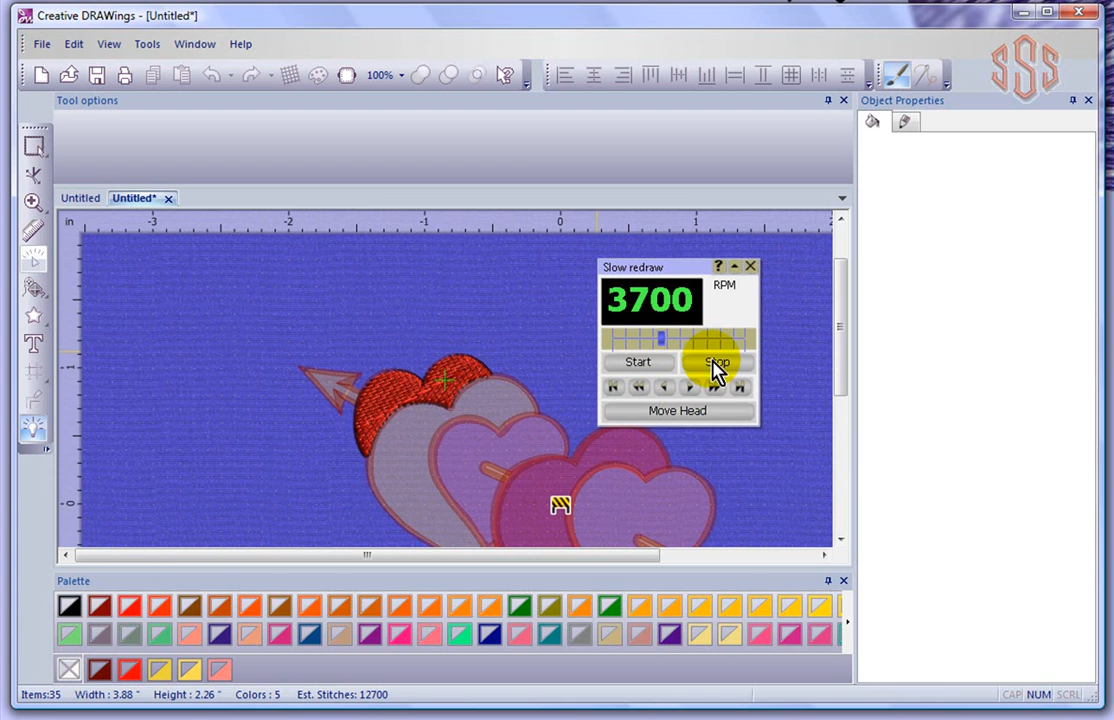 Creative DRAWings - [Untitled*]
File Edit View Tools Window Help
100%
SSS
Tool options
Object Properties
Untitled Untitled*
in -3 -2 -1 0 1
Slow redraw
3700 RPM
Start Stop
Move Head
1
0
Palette
Items:35 Width : 3.88 " Height : 2.26 " Colors : 5 Est. Stitches: 12700 CAP NUM SCRL